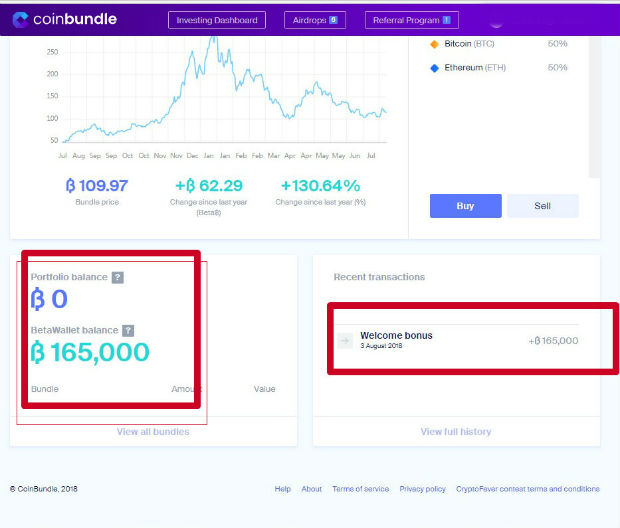 coinbundle
Investing Dashboard
Airdrops 9
Referral Program 1
250
200
150
100
50
Jul Aug Sep Sep Oct Oct Nov Nov Dec Jan Jan Feb Feb Mar Apr Apr May May Jun Jul
฿ 109.97
Bundle price
+฿ 62.29
Change since last year
(Beta฿)
+130.64%
Change since last year (%)
Bitcoin (BTC) 50%
Ethereum (ETH) 50%
Buy
Sell
Portfolio balance ?
฿ 0
BetaWallet balance ?
฿ 165,000
Bundle Amount Value
View all bundles
Recent transactions
Welcome bonus
3 August 2018
+฿165,000
View full history
© CoinBundle, 2018
Help About Terms of service Privacy policy CryptoFever contest terms and conditions